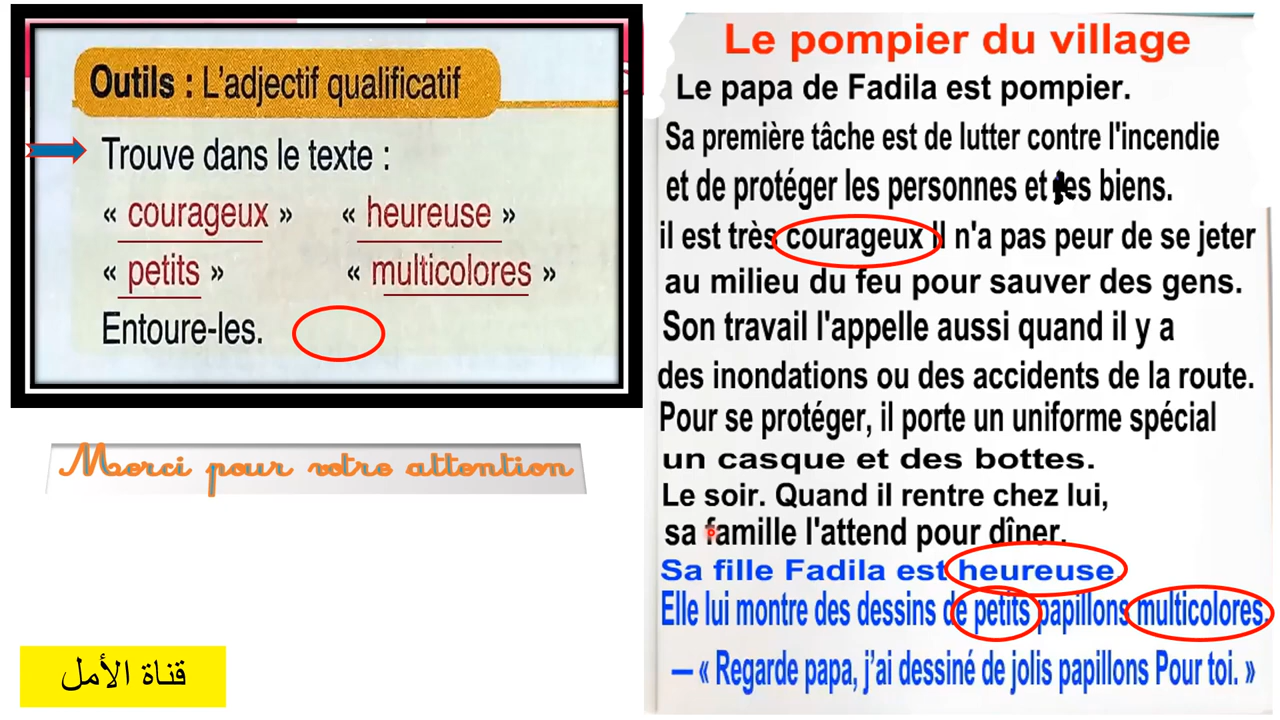 Outils : L'adjectif qualificatif
Trouve dans le texte :
« courageux » « heureuse »
« petits » « multicolores »
Entoure-les.
Merci pour votre attention
قناة الأمل
Le pompier du village
Le papa de Fadila est pompier.
Sa première tâche est de lutter contre l'incendie
et de protéger les personnes et les biens.
il est très courageux Il n'a pas peur de se jeter
au milieu du feu pour sauver des gens.
Son travail l'appelle aussi quand il y a
des inondations ou des accidents de la route.
Pour se protéger, il porte un uniforme spécial
un casque et des bottes.
Le soir. Quand il rentre chez lui,
sa famille l'attend pour dîner.
Sa fille Fadila est heureuse.
Elle lui montre des dessins de petits papillons multicolores.
— « Regarde papa, j'ai dessiné de jolis papillons Pour toi. »